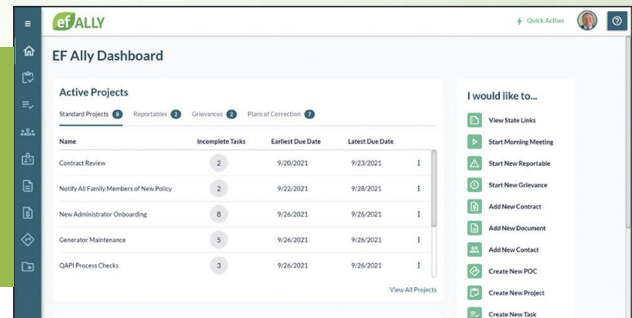 efALLY
Quick Action
EF Ally Dashboard
Active Projects
Standard Projects 8 Reportables 2 Grievances 2 Plans of Correction 7
Name Incomplete Tasks Earliest Due Date Latest Due Date
Contract Review 2 9/20/2021 9/23/2021
Notify All Family Members of New Policy 2 9/22/2021 9/28/2021
New Administrator Onboarding 8 9/26/2021 9/26/2021
Generator Maintenance 5 9/26/2021 9/26/2021
QAPI Process Checks 3 9/26/2021 9/26/2021
View All Projects
I would like to...
View State Links
Start Morning Meeting
Start New Reportable
Start New Grievance
Add New Contract
Add New Document
Add New Contact
Create New POC
Create New Project
Create New Task